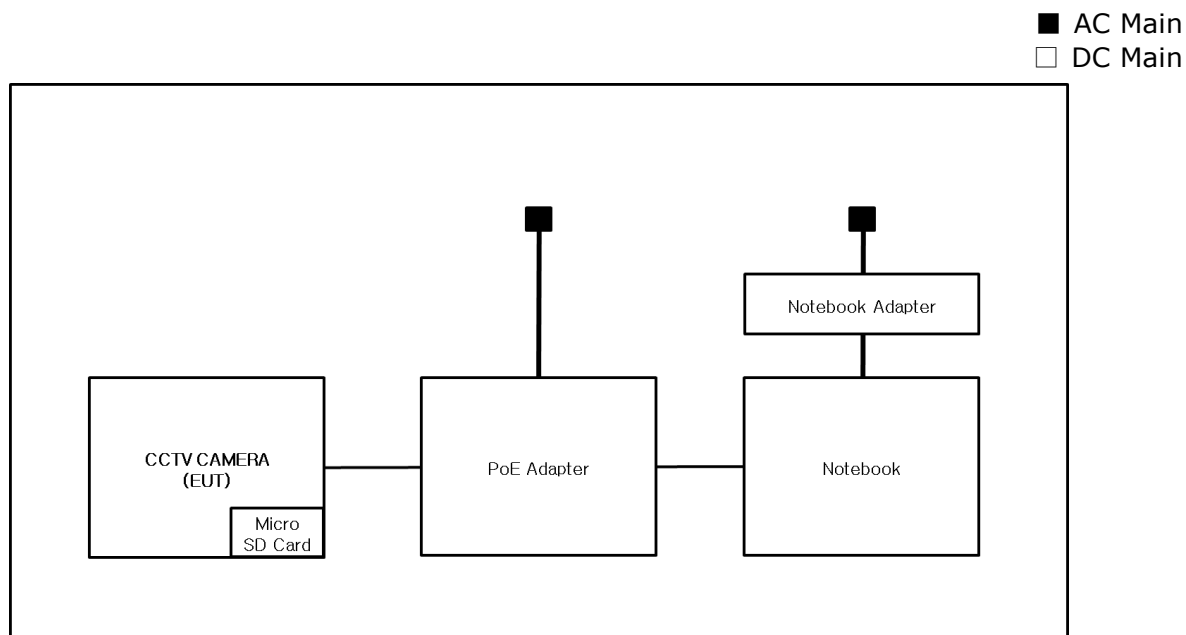 AC Main
DC Main
Notebook Adapter
CCTV CAMERA
(EUT)
PoE Adapter
Notebook
Micro
SD Card